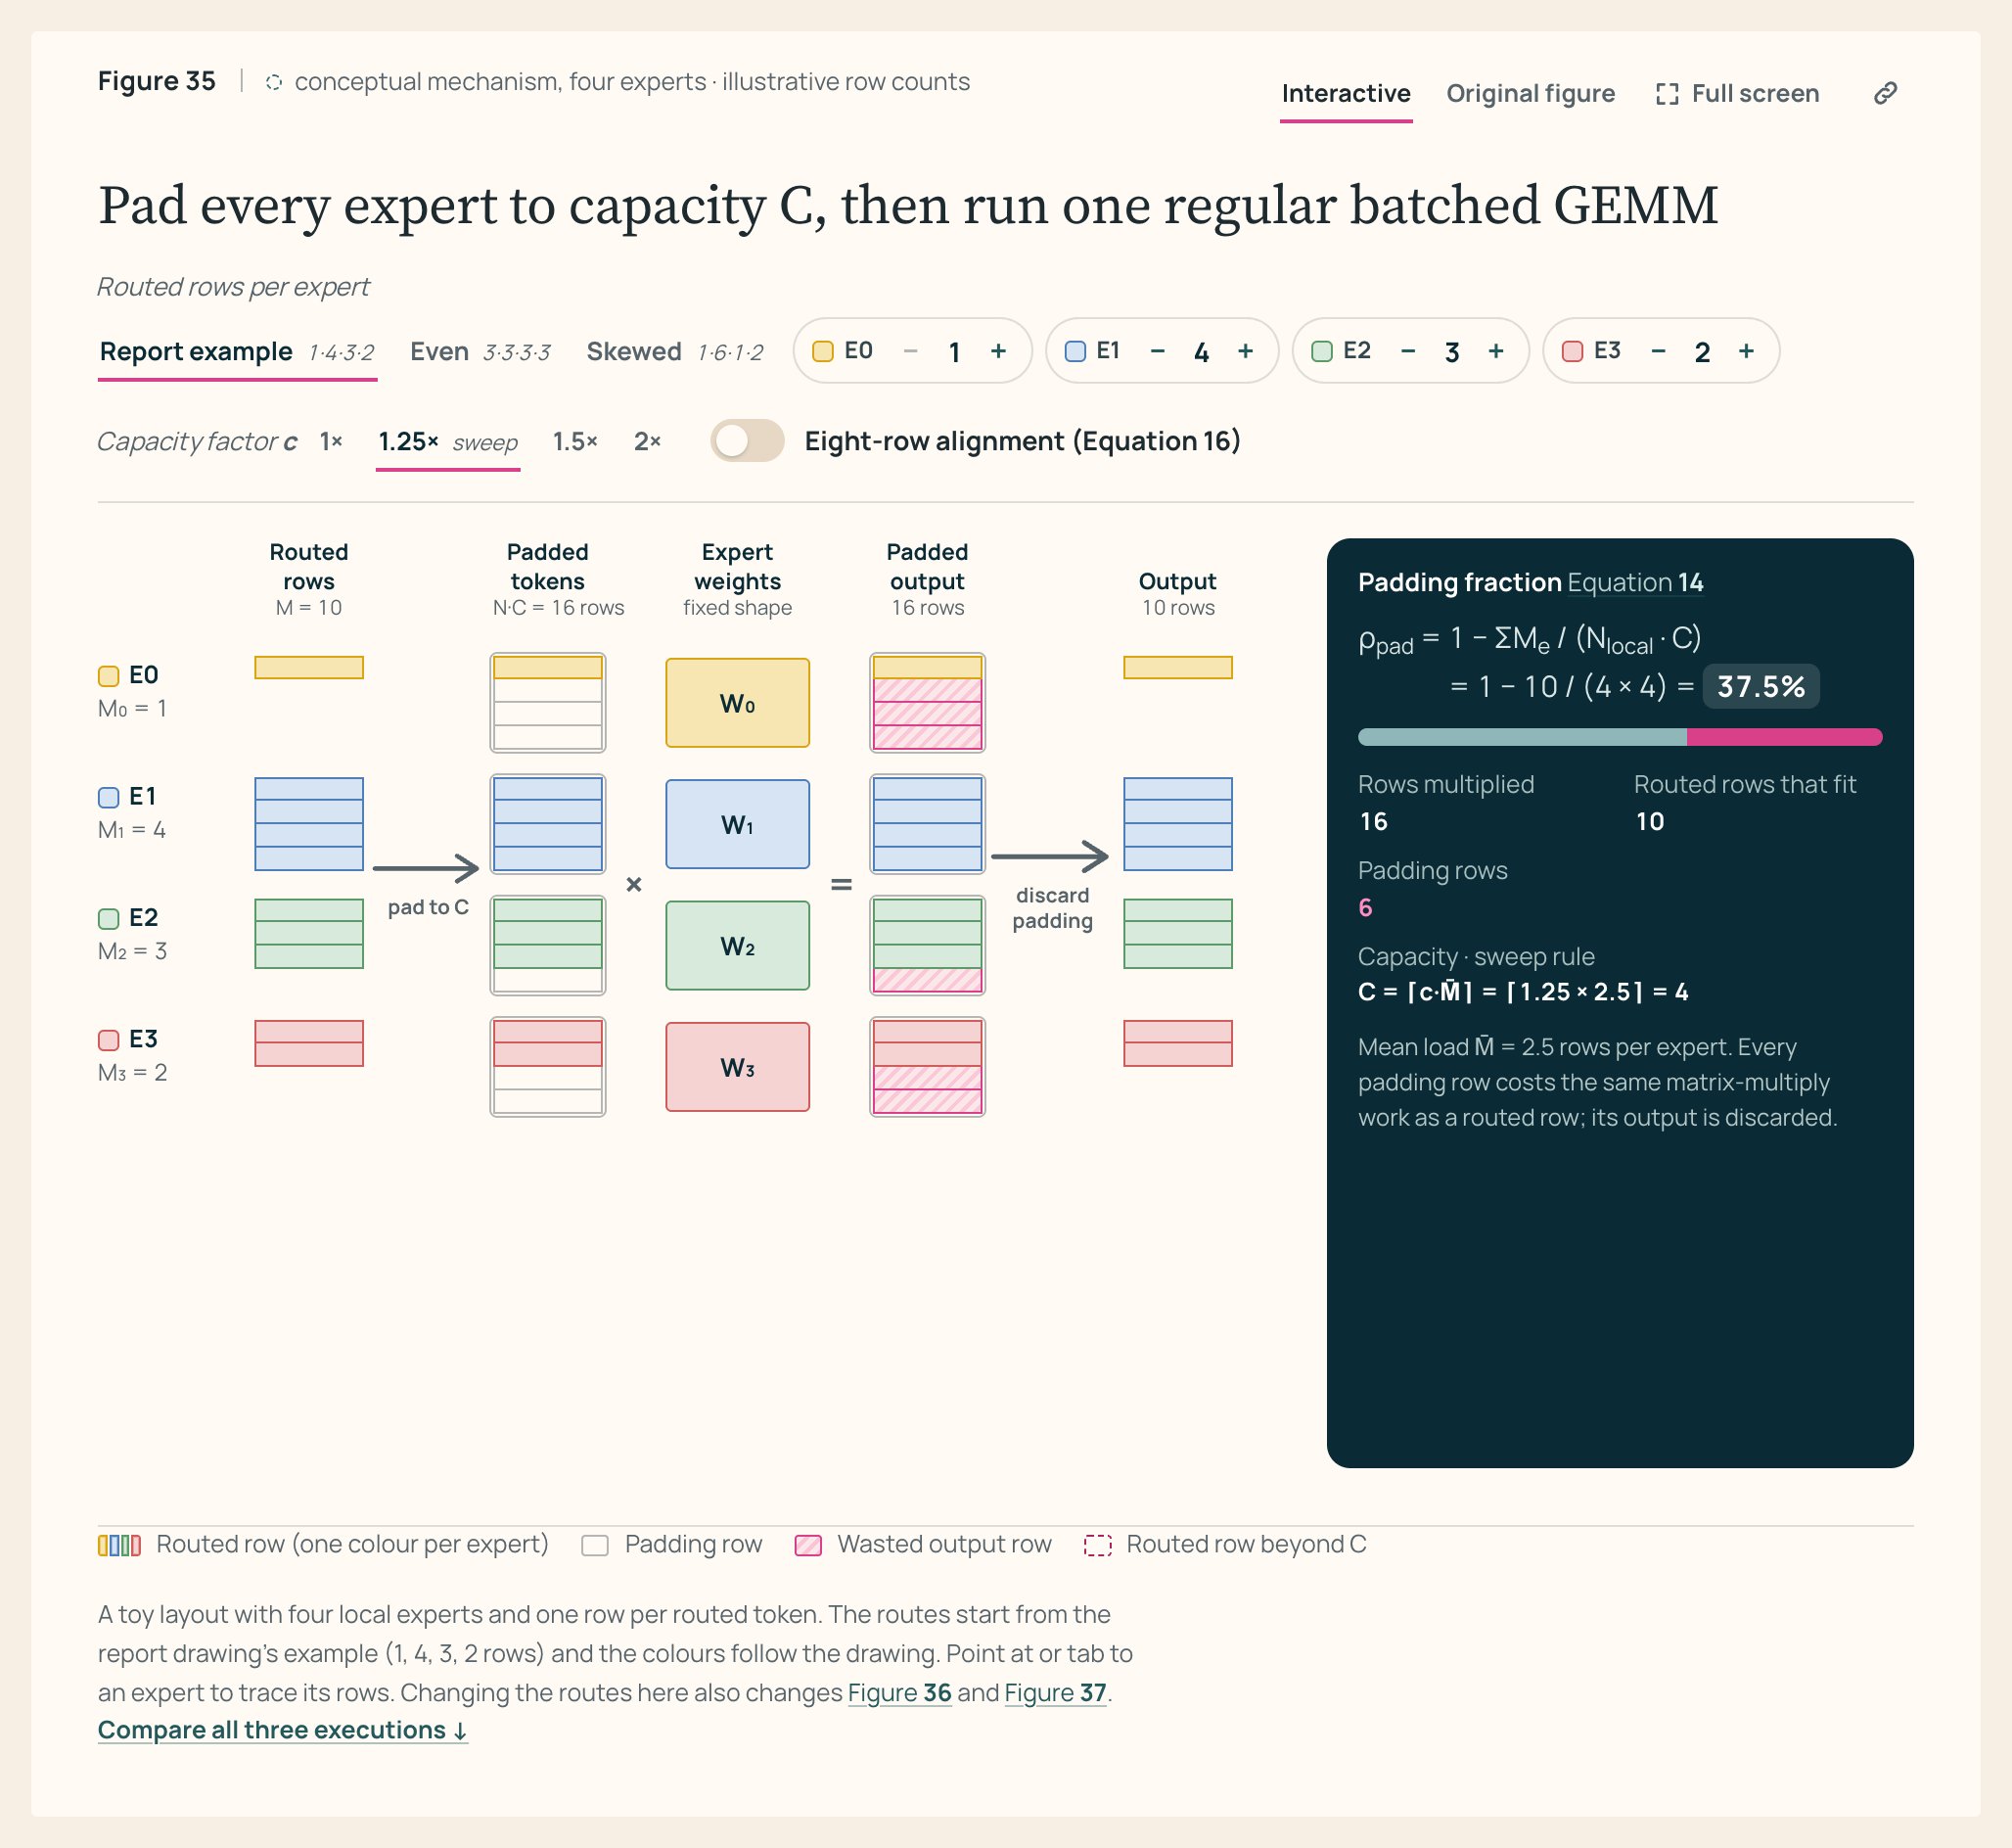 Figure 35 | conceptual mechanism, four experts · illustrative row counts
Interactive Original figure Full screen
Pad every expert to capacity C, then run one regular batched GEMM
Routed rows per expert
Report example 1·4·3·2 Even 3·3·3·3 Skewed 1·6·1·2 E0 − 1 + E1 − 4 + E2 − 3 + E3 − 2 +
Capacity factor c 1× 1.25× sweep 1.5× 2× Eight-row alignment (Equation 16)
Routed rows
M = 10
Padded tokens
N·C = 16 rows
Expert weights
fixed shape
Padded output
16 rows
Output
10 rows
E0
M₀ = 1
W₀
E1
M₁ = 4
W₁
pad to C
×
=
discard
padding
E2
M₂ = 3
W₂
E3
M₃ = 2
W₃
Padding fraction Equation 14
ρpad = 1 − ΣMe / (Nlocal · C)
= 1 − 10 / (4 × 4) = 37.5%
Rows multiplied
16
Routed rows that fit
10
Padding rows
6
Capacity · sweep rule
C = ⌈c·M̄⌉ = ⌈1.25 × 2.5⌉ = 4
Mean load M̄ = 2.5 rows per expert. Every
padding row costs the same matrix-multiply
work as a routed row; its output is discarded.
Routed row (one colour per expert) Padding row Wasted output row Routed row beyond C
A toy layout with four local experts and one row per routed token. The routes start from the
report drawing's example (1, 4, 3, 2 rows) and the colours follow the drawing. Point at or tab to
an expert to trace its rows. Changing the routes here also changes Figure 36 and Figure 37.
Compare all three executions ↓